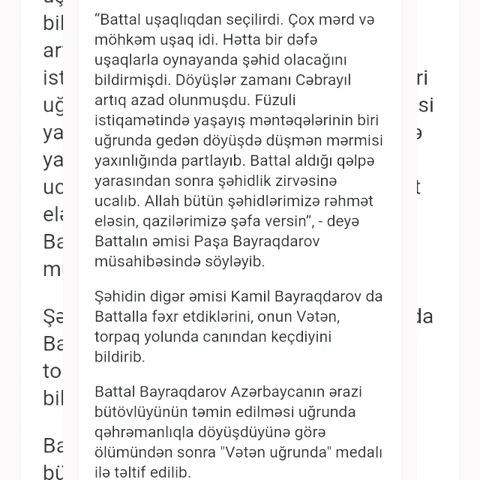 “Battal uşaqlıqdan seçilirdi. Çox mərd və
möhkəm uşaq idi. Hətta bir dəfə
uşaqlarla oynayanda şəhid olacağını
bildirmişdi. Döyüşlər zamanı Cəbrayıl
artıq azad olunmuşdu. Füzuli
istiqamətində yaşayış məntəqələrinin biri
uğrunda gedən döyüşdə düşmən mərmisi
yaxınlığında partlayıb. Battal aldığı qəlpə
yarasından sonra şəhidlik zirvəsinə
ucalıb. Allah bütün şəhidlərimizə rəhmət
eləsin, qazilərimizə şəfa versin”, - deyə
Battalın əmisi Paşa Bayraqdarov
müsahibəsində söyləyib.
Şəhidin digər əmisi Kamil Bayraqdarov da
Battalla fəxr etdiklərini, onun Vətən,
torpaq yolunda canından keçdiyini
bildirib.
Battal Bayraqdarov Azərbaycanın ərazi
bütövlüyünün təmin edilməsi uğrunda
qəhrəmanlıqla döyüşdüyünə görə
ölümündən sonra "Vətən uğrunda" medalı
ilə təltif edilib.